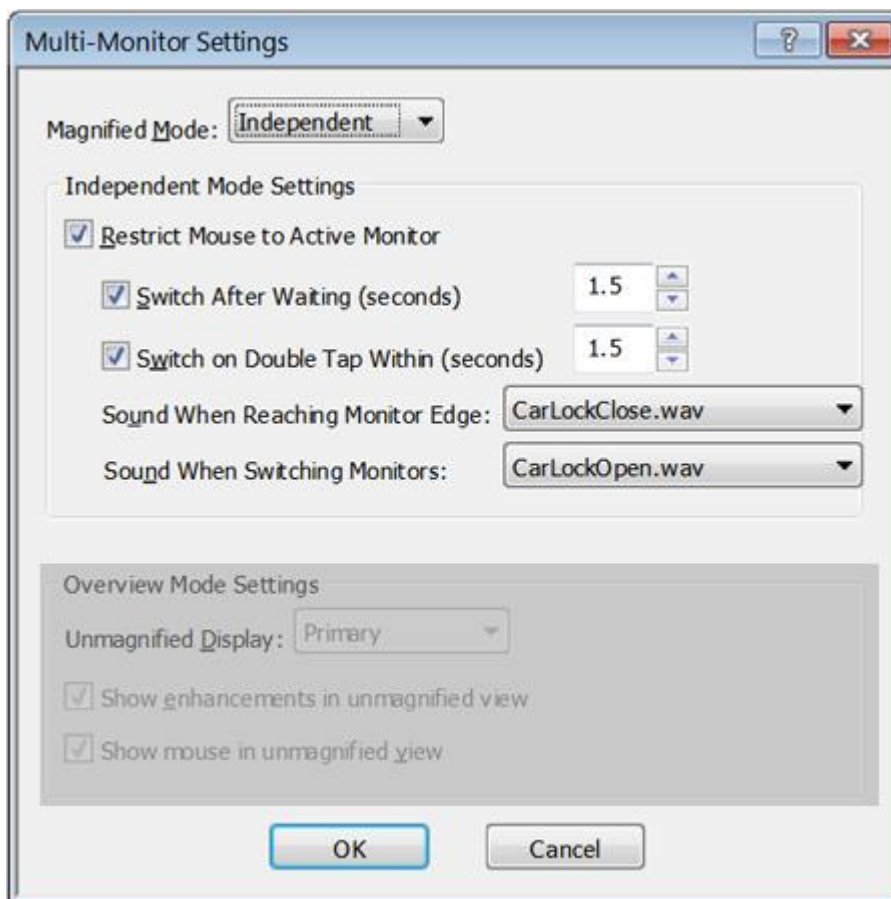 Multi-Monitor Settings
Magnified Mode: Independent
Independent Mode Settings
Restrict Mouse to Active Monitor
Switch After Waiting (seconds) 1.5
Switch on Double Tap Within (seconds) 1.5
Sound When Reaching Monitor Edge: CarLockClose.wav
Sound When Switching Monitors: CarLockOpen.wav
Overview Mode Settings
Unmagnified Display: Primary
Show enhancements in unmagnified view
Show mouse in unmagnified view
OK Cancel